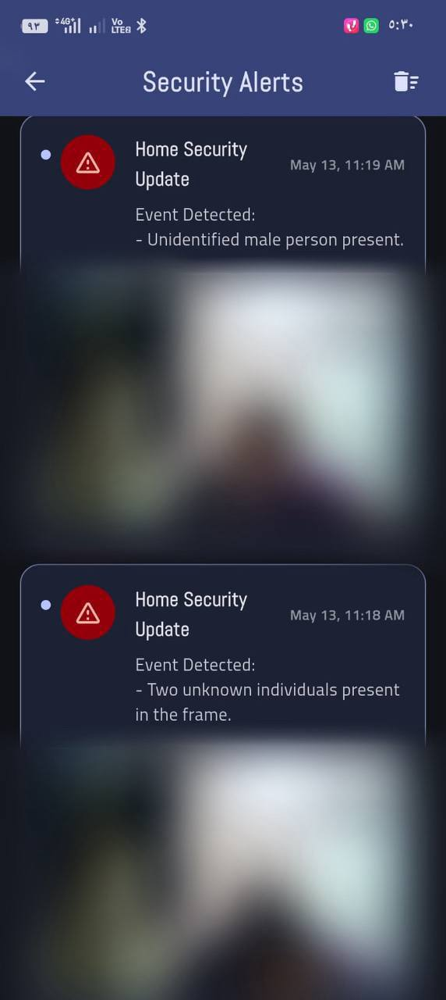 ٩٣
4G+
Vo
LTE2
٥:٣٠
Security Alerts
Home Security
Update
May 13, 11:19 AM
Event Detected:
- Unidentified male person present.
Home Security
Update
May 13, 11:18 AM
Event Detected:
- Two unknown individuals present
in the frame.